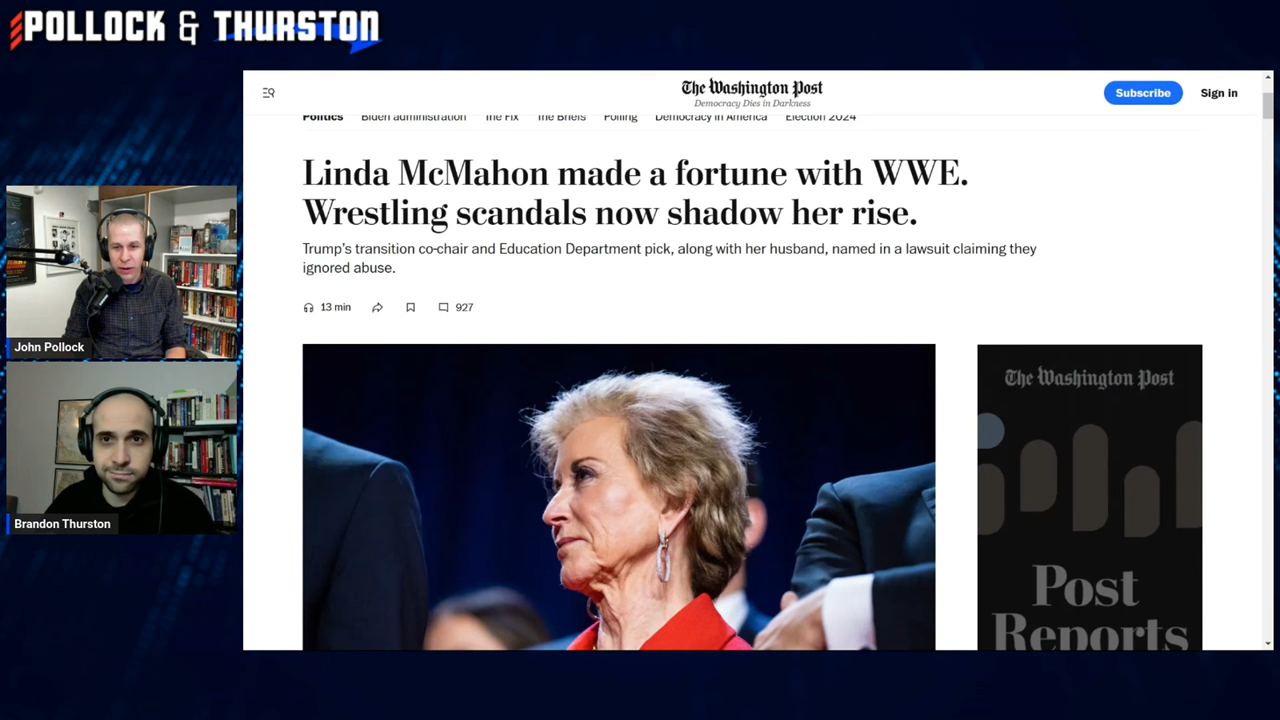 POLLOCK & THURSTON
The Washington Post
Democracy Dies in Darkness
Subscribe
Sign in
Politics Biden administration The Fix The Briefs Polling Democracy in America Election 2024
Linda McMahon made a fortune with WWE.
Wrestling scandals now shadow her rise.
Trump's transition co-chair and Education Department pick, along with her husband, named in a lawsuit claiming they
ignored abuse.
13 min
927
John Pollock
Brandon Thurston
The Washington Post
Post
Reports